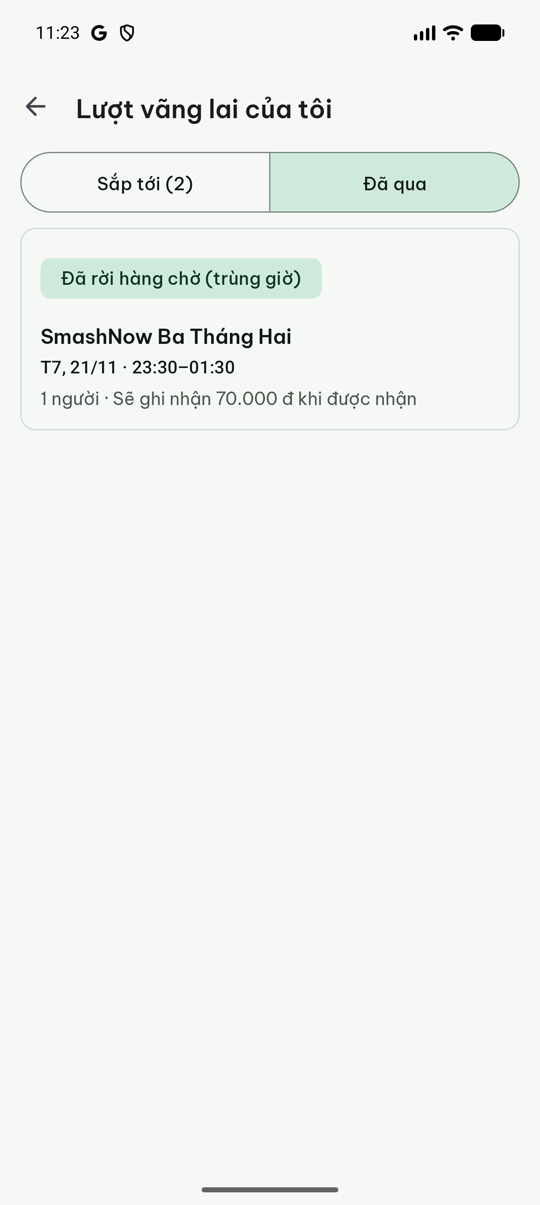 11:23
Lượt vãng lai của tôi
Sắp tới (2)
Đã qua
Đã rời hàng chờ (trùng giờ)
SmashNow Ba Tháng Hai
T7, 21/11 · 23:30–01:30
1 người · Sẽ ghi nhận 70.000 đ khi được nhận